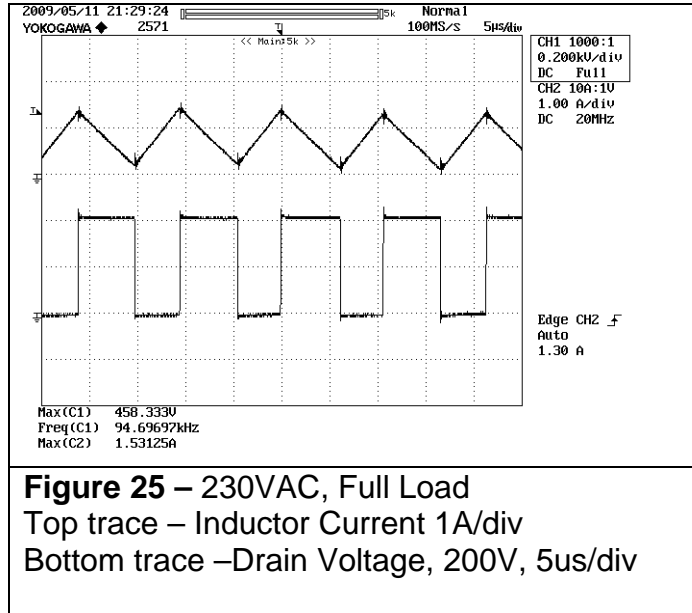 2009/05/11 21:29:24
5k
Normal
YOKOGAWA ◆ 2571
100MS/s 5µs/div
<< Main:5k >>
CH1 1000:1
0.200kV/div
DC Full
CH2 10A:1V
1.00 A/div
DC 20MHz
Edge CH2
Auto
1.30 A
Max(C1) 458.333V
Freq(C1) 94.69697kHz
Max(C2) 1.53125A
Figure 25 – 230VAC, Full Load
Top trace – Inductor Current 1A/div
Bottom trace –Drain Voltage, 200V, 5us/div